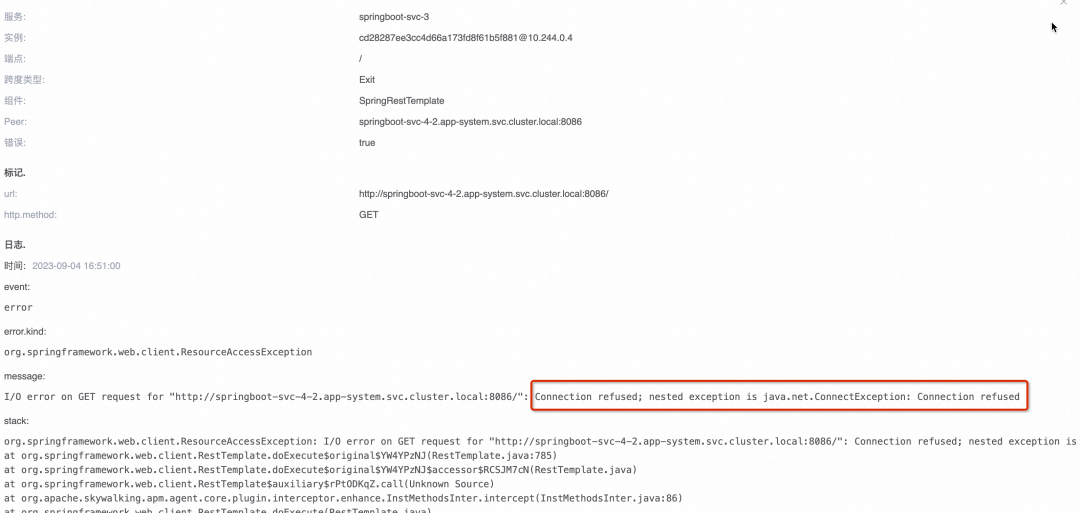 服务: springboot-svc-3
实例: cd28287ee3cc4d66a173fd8f61b5f881@10.244.0.4
端点: /
跨度类型: Exit
组件: SpringRestTemplate
Peer: springboot-svc-4-2.app-system.svc.cluster.local:8086
错误: true
标记.
url: http://springboot-svc-4-2.app-system.svc.cluster.local:8086/
http.method: GET
日志.
时间: 2023-09-04 16:51:00
event:
error
error.kind:
org.springframework.web.client.ResourceAccessException
message:
I/O error on GET request for "http://springboot-svc-4-2.app-system.svc.cluster.local:8086/": Connection refused; nested exception is java.net.ConnectException: Connection refused
stack:
org.springframework.web.client.ResourceAccessException: I/O error on GET request for "http://springboot-svc-4-2.app-system.svc.cluster.local:8086/": Connection refused; nested exception is
at org.springframework.web.client.RestTemplate.doExecute$original$YW4YPzNJ(RestTemplate.java:785)
at org.springframework.web.client.RestTemplate.doExecute$original$YW4YPzNJ$accessor$RCSJM7cN(RestTemplate.java)
at org.springframework.web.client.RestTemplate$auxiliary$rPtODKqZ.call(Unknown Source)
at org.apache.skywalking.apm.agent.core.plugin.interceptor.enhance.InstMethodsInter.intercept(InstMethodsInter.java:86)
at org.springframework.web.client.RestTemplate.doExecute(RestTemplate.java)